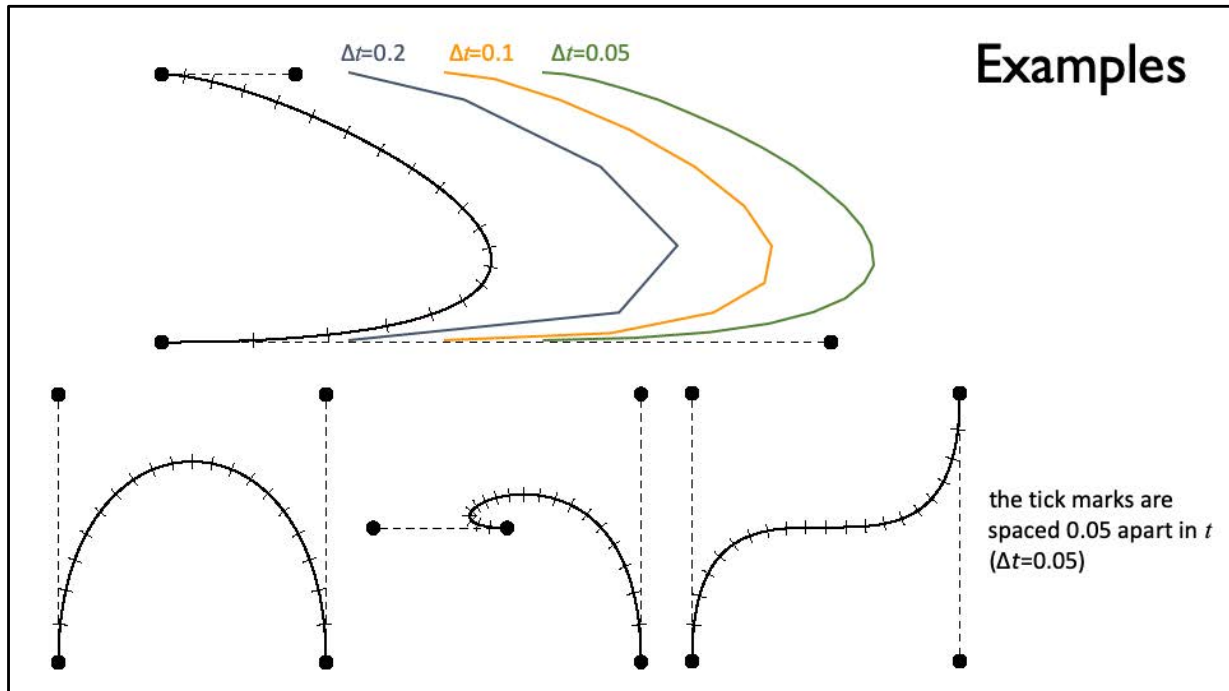 Δt=0.2
Δt=0.1
Δt=0.05
Examples
the tick marks are
spaced 0.05 apart in t
(Δt=0.05)